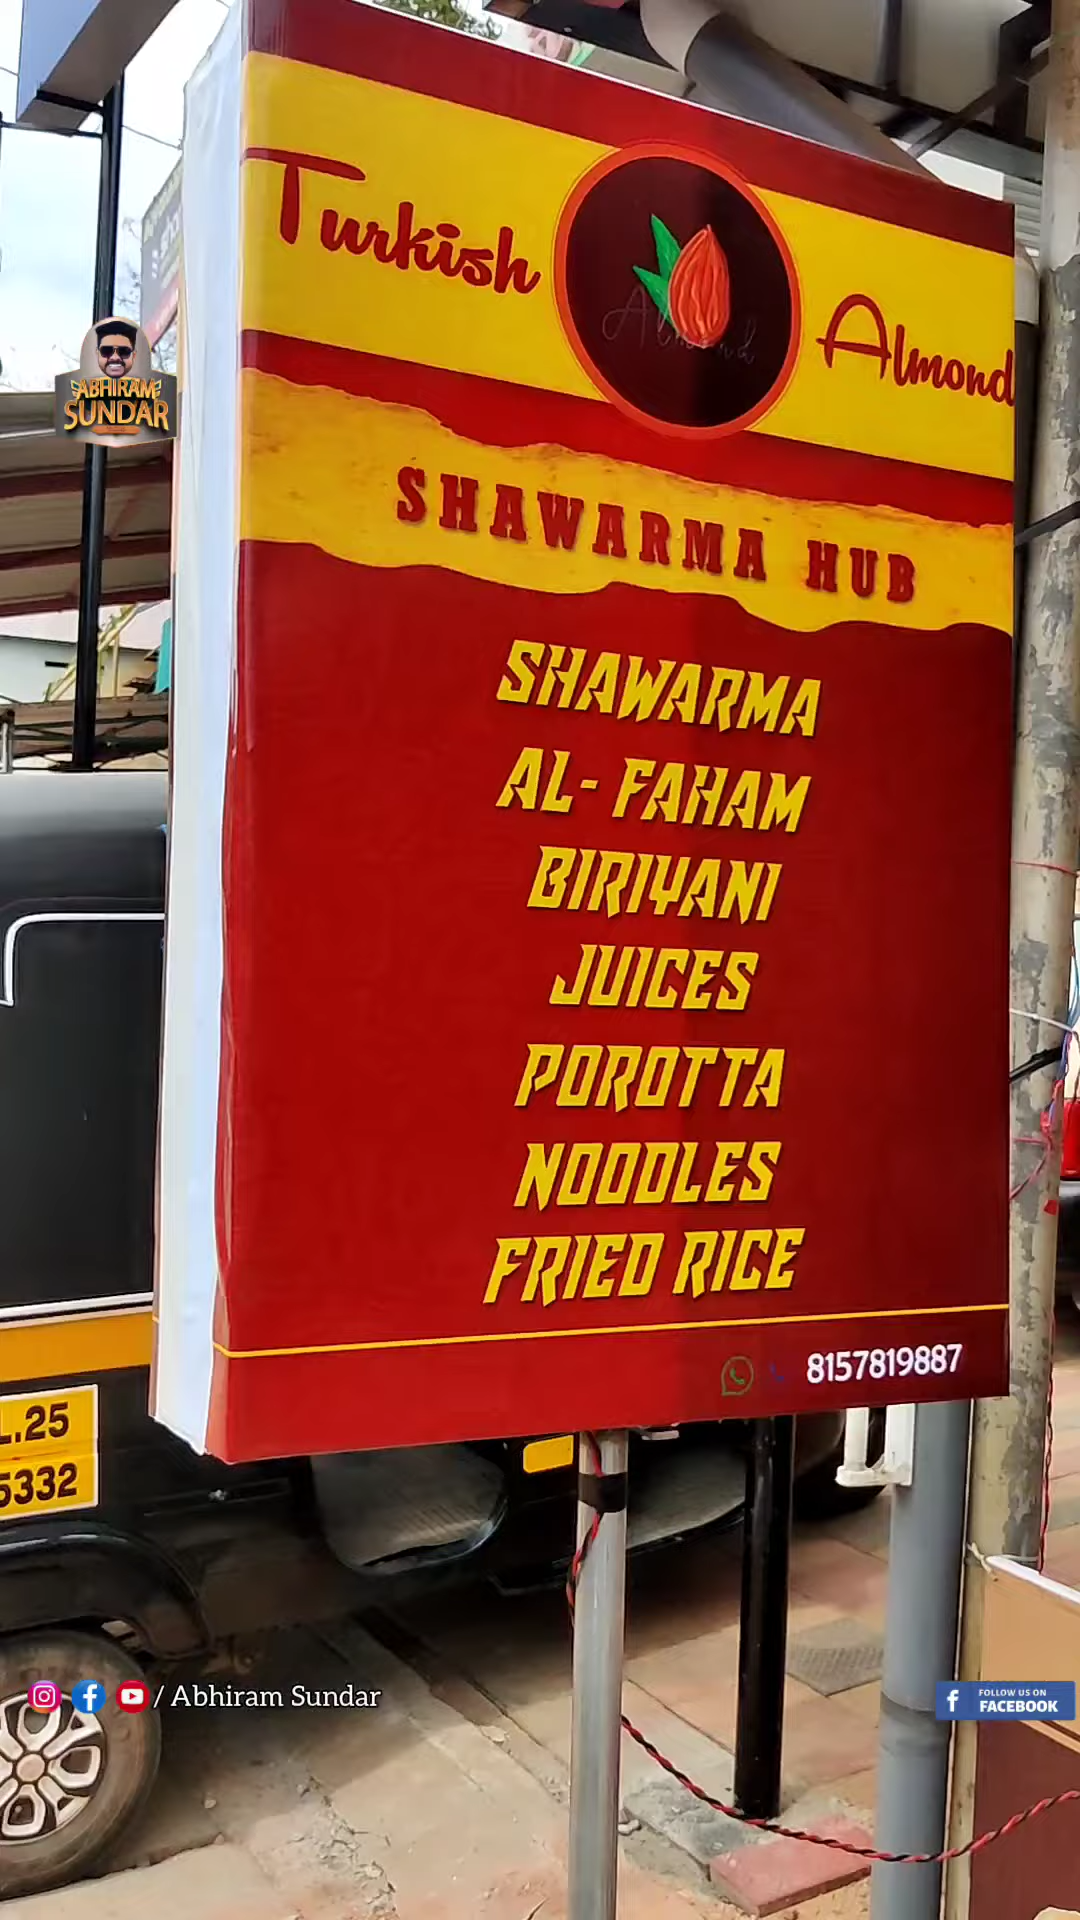 Turkish Almond
Almond
SHAWARMA HUB
SHAWARMA
AL- FAHAM
BIRIYANI
JUICES
POROTTA
NOODLES
FRIED RICE
8157819887
ABHIRAM
SUNDAR
L.25
5332
/ Abhiram Sundar
FOLLOW US ON
FACEBOOK